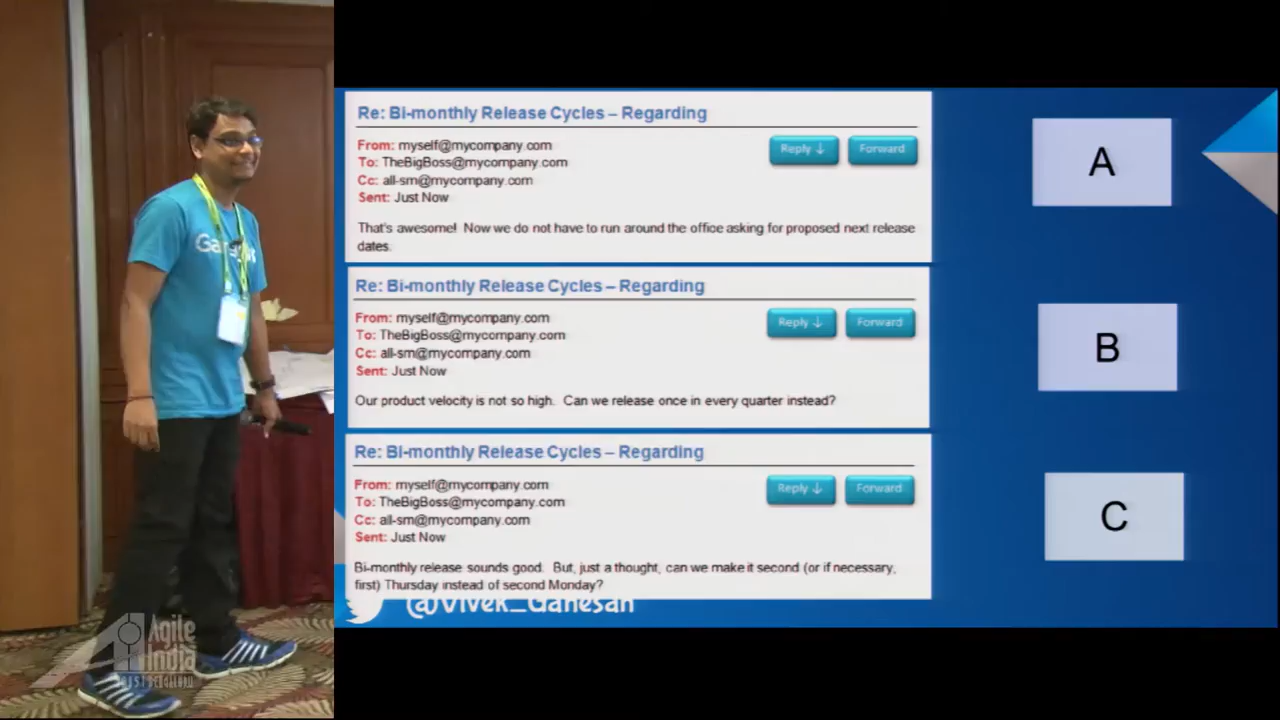 Re: Bi-monthly Release Cycles – Regarding
From: myself@mycompany.com
To: TheBigBoss@mycompany.com
Cc: all-sm@mycompany.com
Sent: Just Now
Reply ↓
Forward
That's awesome! Now we do not have to run around the office asking for proposed next release
dates.
A
Re: Bi-monthly Release Cycles – Regarding
From: myself@mycompany.com
To: TheBigBoss@mycompany.com
Cc: all-sm@mycompany.com
Sent: Just Now
Reply ↓
Forward
Our product velocity is not so high. Can we release once in every quarter instead?
B
Re: Bi-monthly Release Cycles – Regarding
From: myself@mycompany.com
To: TheBigBoss@mycompany.com
Cc: all-sm@mycompany.com
Sent: Just Now
Reply ↓
Forward
Bi-monthly release sounds good. But, just a thought, can we make it second (or if necessary,
first) Thursday instead of second Monday?
C
@Vivek_Ganesan
Agile
India